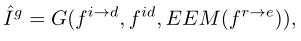 Î^g = G(f^{i→d}, f^{id}, EEM(f^{r→e})),